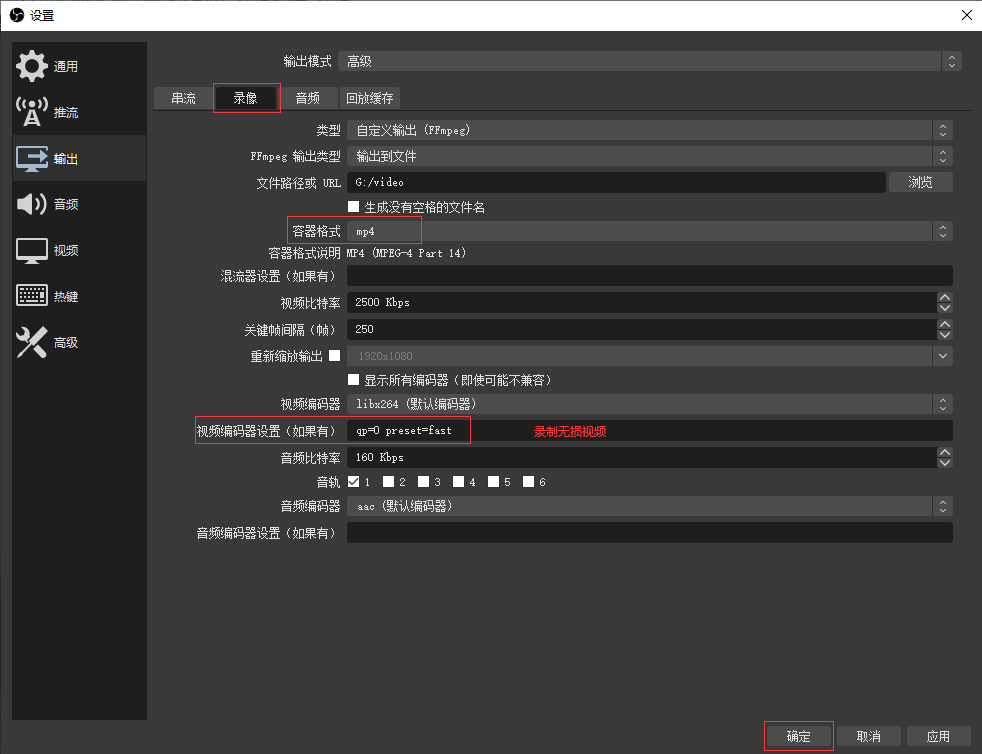 设置
通用
推流
输出
音频
视频
热键
高级
输出模式 高级
串流 录像 音频 回放缓存
类型 自定义输出 (FFmpeg)
FFmpeg 输出类型 输出到文件
文件路径或 URL G:/video 浏览
生成没有空格的文件名
容器格式 mp4
容器格式说明 MP4 (MPEG-4 Part 14)
混流器设置（如果有）
视频比特率 2500 Kbps
关键帧间隔（帧） 250
重新缩放输出 1920x1080
显示所有编码器（即使可能不兼容）
视频编码器 libx264 (默认编码器)
视频编码器设置（如果有） qp=0 preset=fast 录制无损视频
音频比特率 160 Kbps
音轨 1 2 3 4 5 6
音频编码器 aac (默认编码器)
音频编码器设置（如果有）
确定 取消 应用